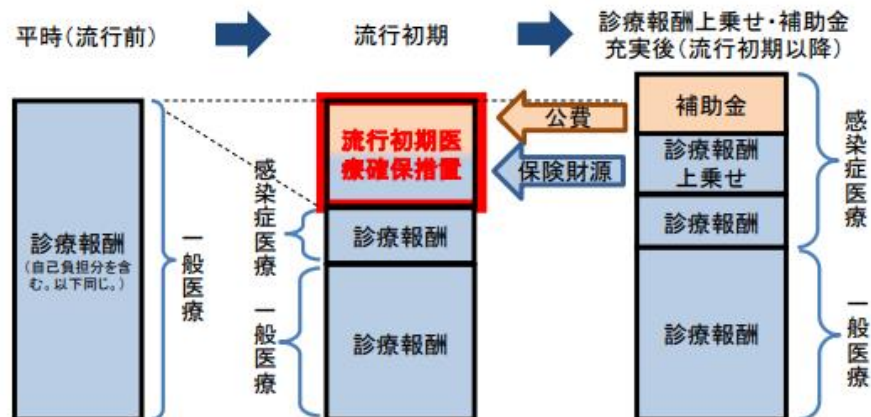 平時(流行前)
流行初期
診療報酬上乗せ・補助金
充実後(流行初期以降)
診療報酬
(自己負担分を含
む。以下同じ。)
一般医療
流行初期医
療確保措置
診療報酬
診療報酬
感染症医療
一般医療
公費
保険財源
補助金
診療報酬
上乗せ
診療報酬
診療報酬
感染症医療
一般医療